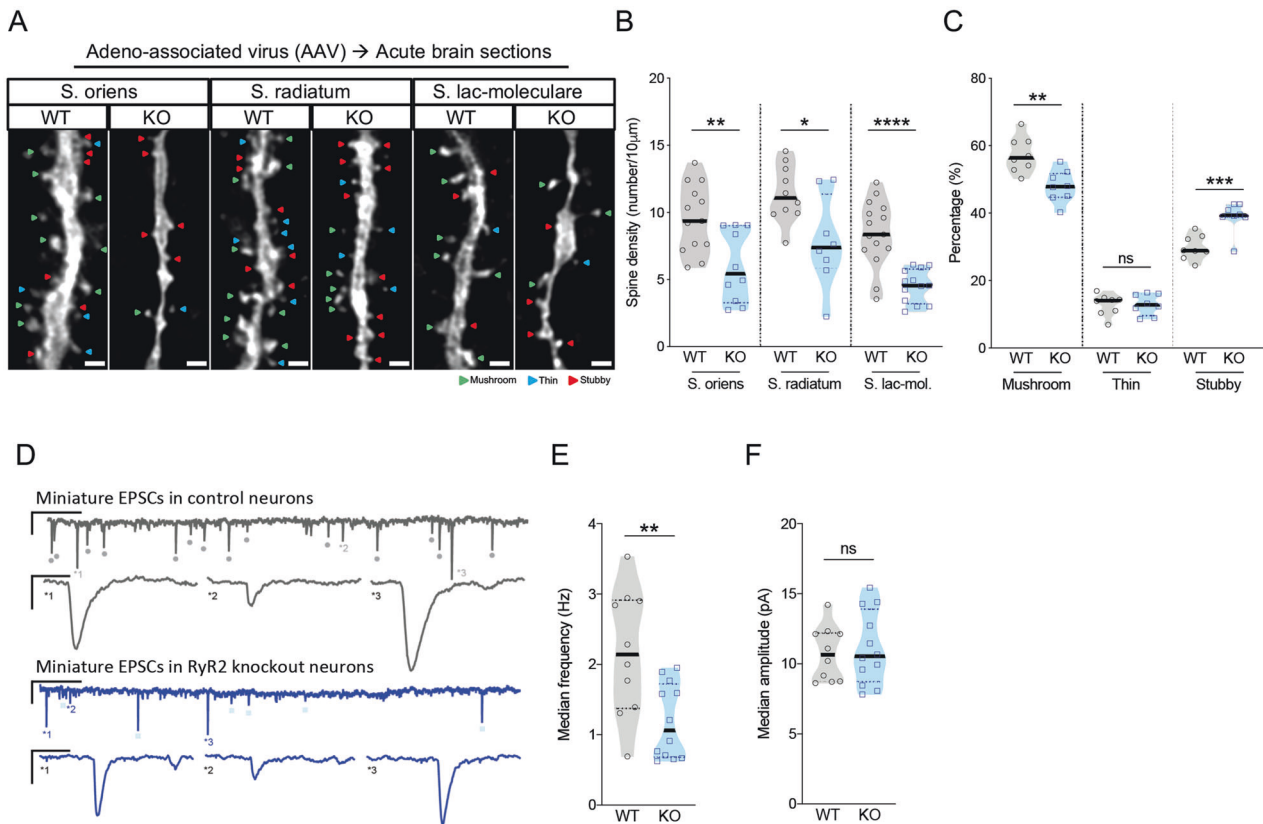 A
Adeno-associated virus (AAV) → Acute brain sections
S. oriens S. radiatum S. lac-moleculare
WT KO WT KO WT KO
Mushroom Thin Stubby
B
Spine density (number/10μm)
20
15
10
5
0
** * ****
WT KO WT KO WT KO
S. oriens S. radiatum S. lac-mol.
C
Percentage (%)
80
60
40
20
0
** ns ***
WT KO WT KO WT KO
Mushroom Thin Stubby
D
Miniature EPSCs in control neurons
*1 *2 *3
*1 *2 *3
Miniature EPSCs in RyR2 knockout neurons
*1 *2 *3
*1 *2 *3
E
Median frequency (Hz)
4
3
2
1
0
**
WT KO
F
Median amplitude (pA)
20
15
10
5
0
ns
WT KO